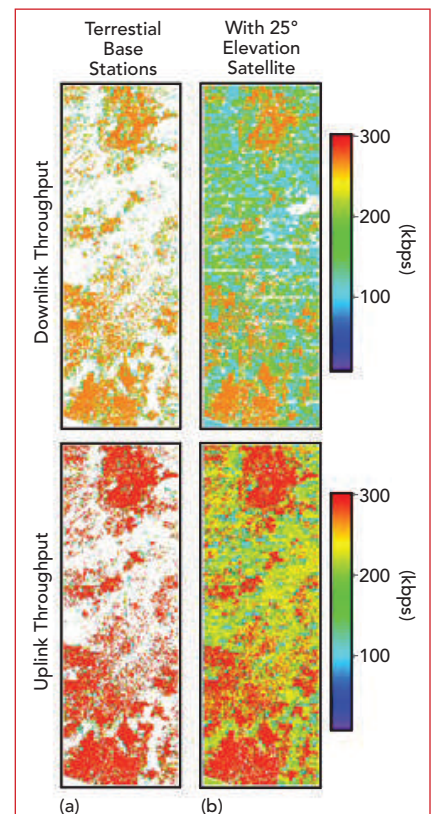 Terrestial
Base
Stations
With 25°
Elevation
Satellite
Downlink Throughput
300
200
100
(kbps)
Uplink Throughput
300
200
100
(kbps)
(a)
(b)